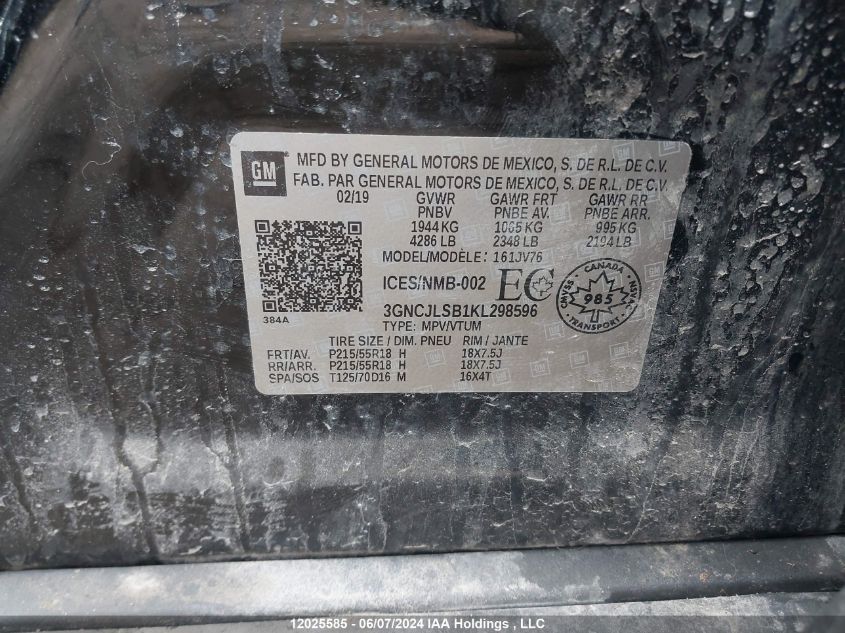 GM
MFD BY GENERAL MOTORS DE MEXICO, S. DE R.L. DE C.V.
FAB. PAR GENERAL MOTORS DE MEXICO, S. DE R.L. DE C.V.
02/19 GVWR GAWR FRT GAWR RR
PNBV PNBE AV. PNBE ARR.
1944 KG 1065 KG 995 KG
4286 LB 2348 LB 2194 LB
MODEL/MODÈLE: 161JV76
ICES/NMB-002 EC
CANADA
CMVSS 985 NSVAC
TRANSPORT
384A
3GNCJLSB1KL298596
TYPE: MPV/VTUM
TIRE SIZE / DIM. PNEU RIM / JANTE
FRT/AV. P215/55R18 H 18X7.5J
RR/ARR. P215/55R18 H 18X7.5J
SPA/SOS T125/70D16 M 16X4T
12025585 - 06/07/2024 IAA Holdings , LLC